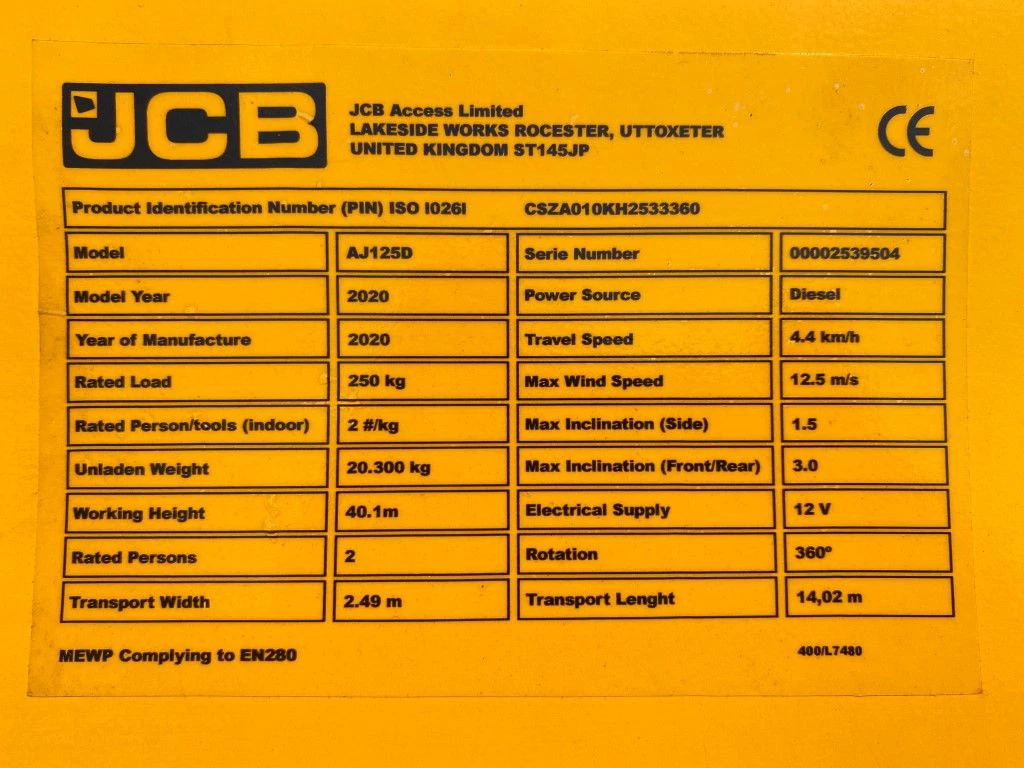 JCB
JCB Access Limited
LAKESIDE WORKS ROCESTER, UTTOXETER
UNITED KINGDOM ST145JP
CE
Product Identification Number (PIN) ISO I026I CSZA010KH2533360
Model AJ125D Serie Number 00002539504
Model Year 2020 Power Source Diesel
Year of Manufacture 2020 Travel Speed 4.4 km/h
Rated Load 250 kg Max Wind Speed 12.5 m/s
Rated Person/tools (indoor) 2 #/kg Max Inclination (Side) 1.5
Unladen Weight 20.300 kg Max Inclination (Front/Rear) 3.0
Working Height 40.1m Electrical Supply 12 V
Rated Persons 2 Rotation 360º
Transport Width 2.49 m Transport Lenght 14,02 m
MEWP Complying to EN280 400/L7480